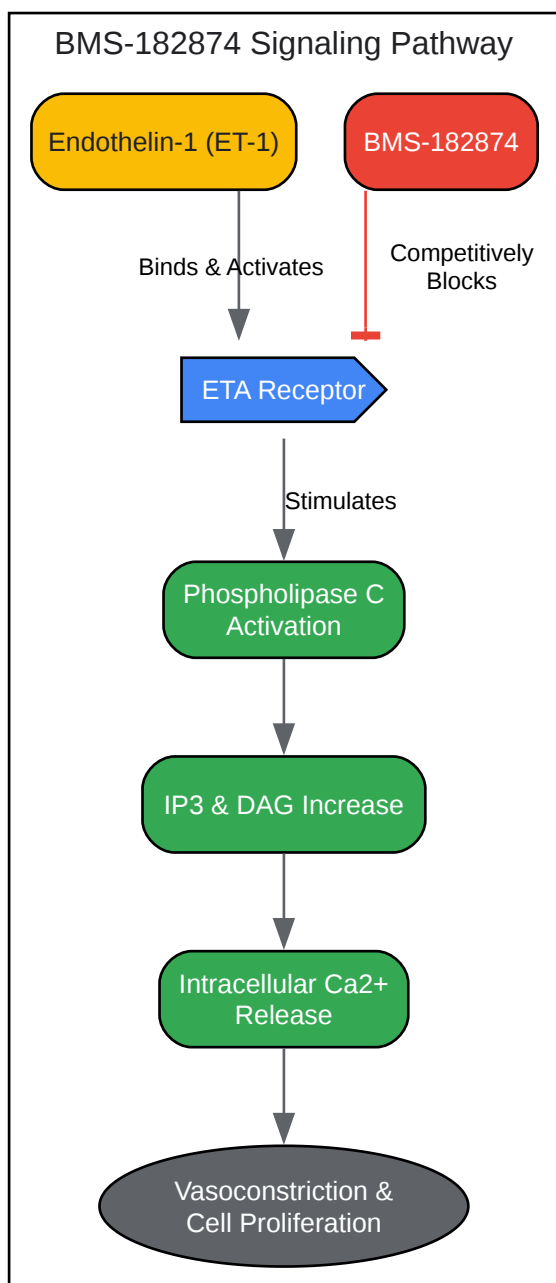 BMS-182874 Signaling Pathway
Endothelin-1 (ET-1)
BMS-182874
Binds & Activates
Competitively
Blocks
ETA Receptor
Stimulates
Phospholipase C
Activation
IP3 & DAG Increase
Intracellular Ca2+
Release
Vasoconstriction &
Cell Proliferation